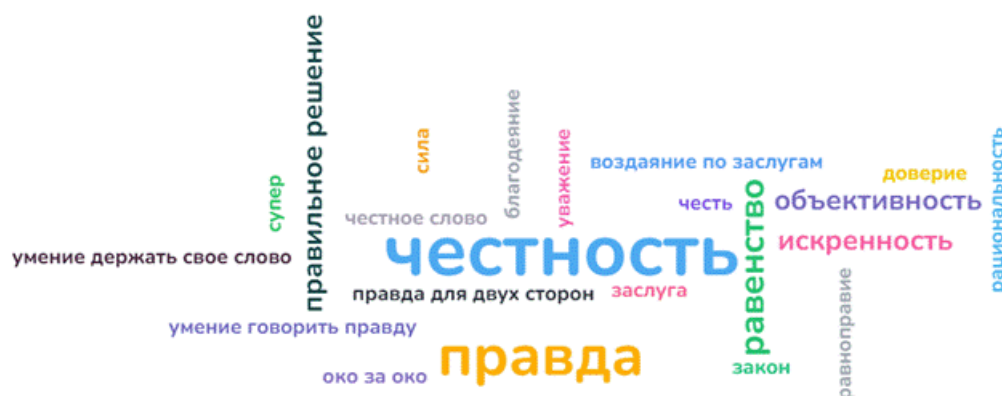 правильное решение
сила
благодеяние
уважение
воздаяние по заслугам
рациональность
доверие
супер
честное слово
честь
равенство
объективность
умение держать свое слово
честность
искренность
правда для двух сторон
заслуга
равноправие
умение говорить правду
правда
закон
око за око